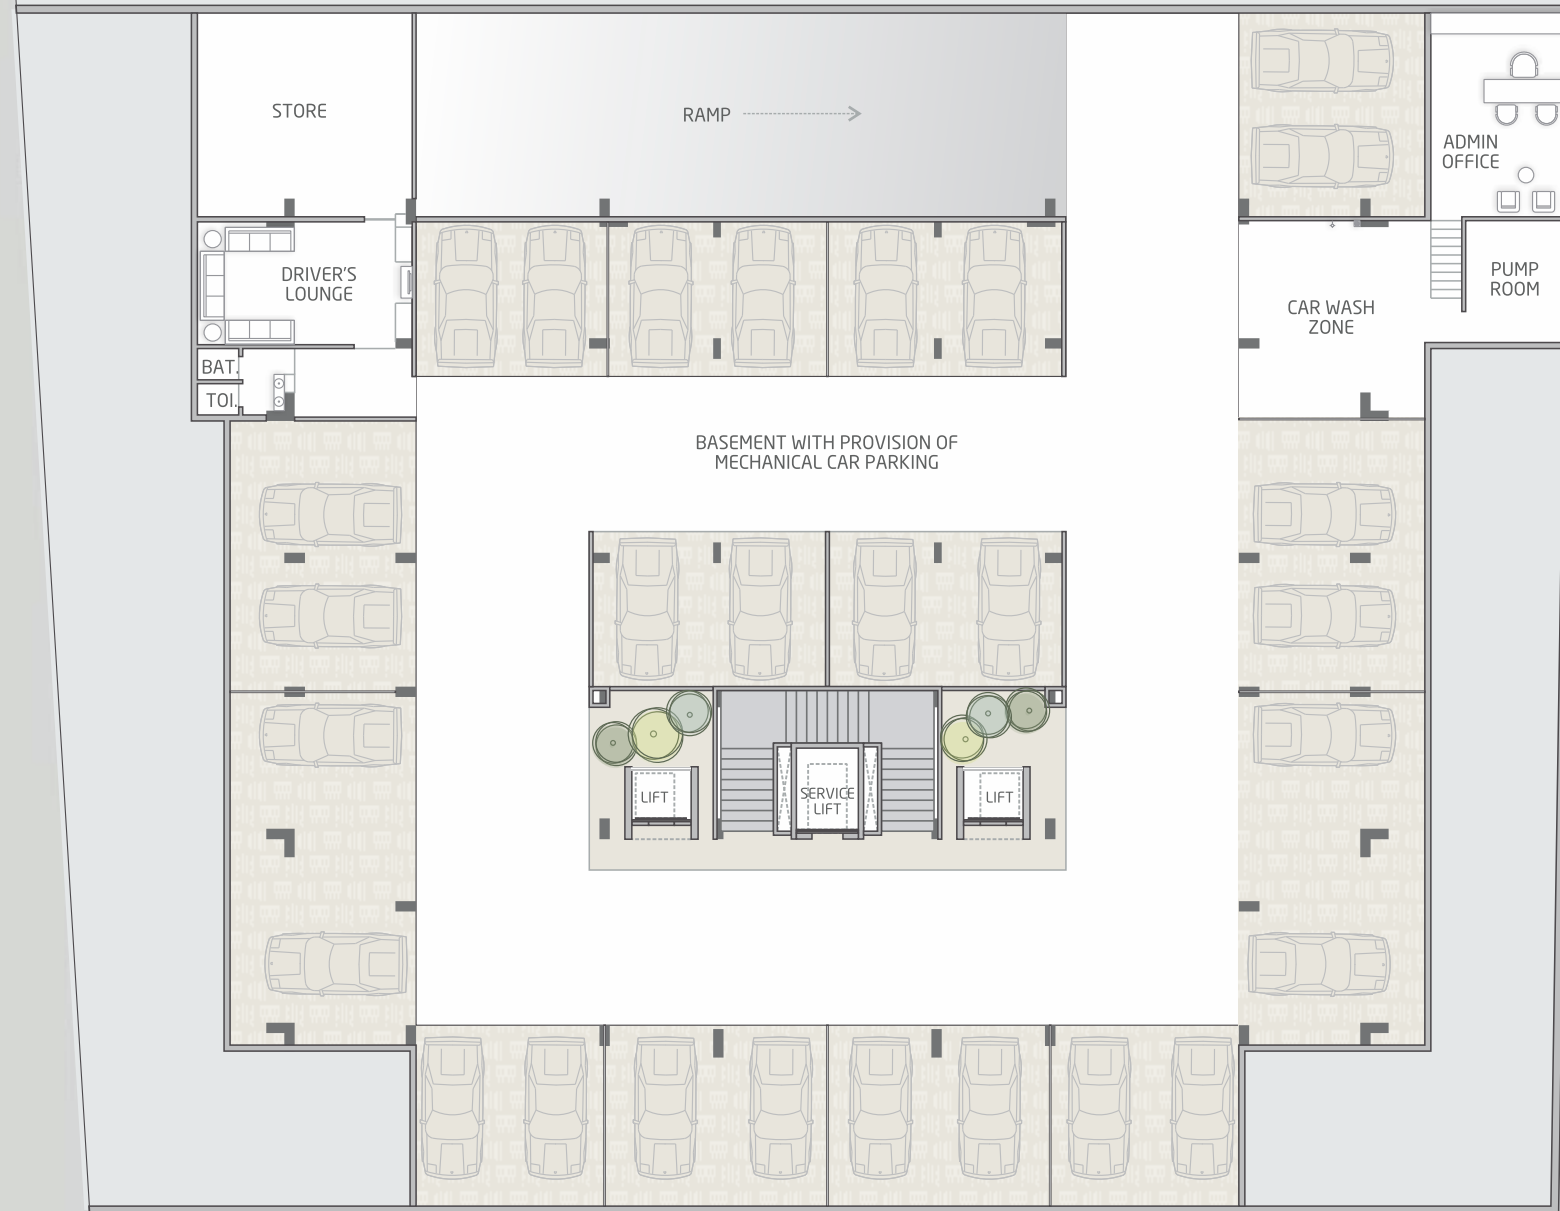 STORE
RAMP
ADMIN
OFFICE
DRIVER'S
LOUNGE
PUMP
ROOM
CAR WASH
ZONE
BAT.
TOI.
BASEMENT WITH PROVISION OF
MECHANICAL CAR PARKING
LIFT
SERVICE
LIFT
LIFT